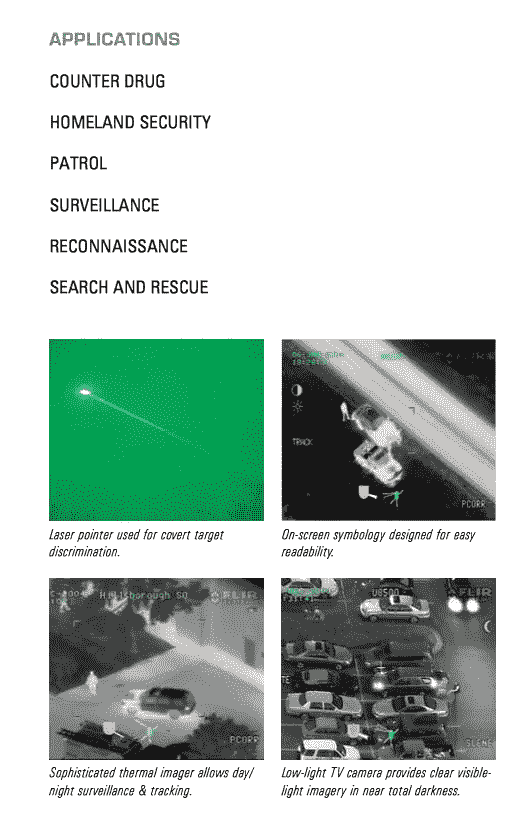 APPLICATIONS
COUNTER DRUG
HOMELAND SECURITY
PATROL
SURVEILLANCE
RECONNAISSANCE
SEARCH AND RESCUE
TRACK
PCORR
Laser pointer used for covert target
discrimination.
On-screen symbology designed for easy
readability.
Hillsborough SO
FLIR
PCORR
U8500
FLIR
SCENE
Sophisticated thermal imager allows day/
night surveillance & tracking.
Low-light TV camera provides clear visible-
light imagery in near total darkness.